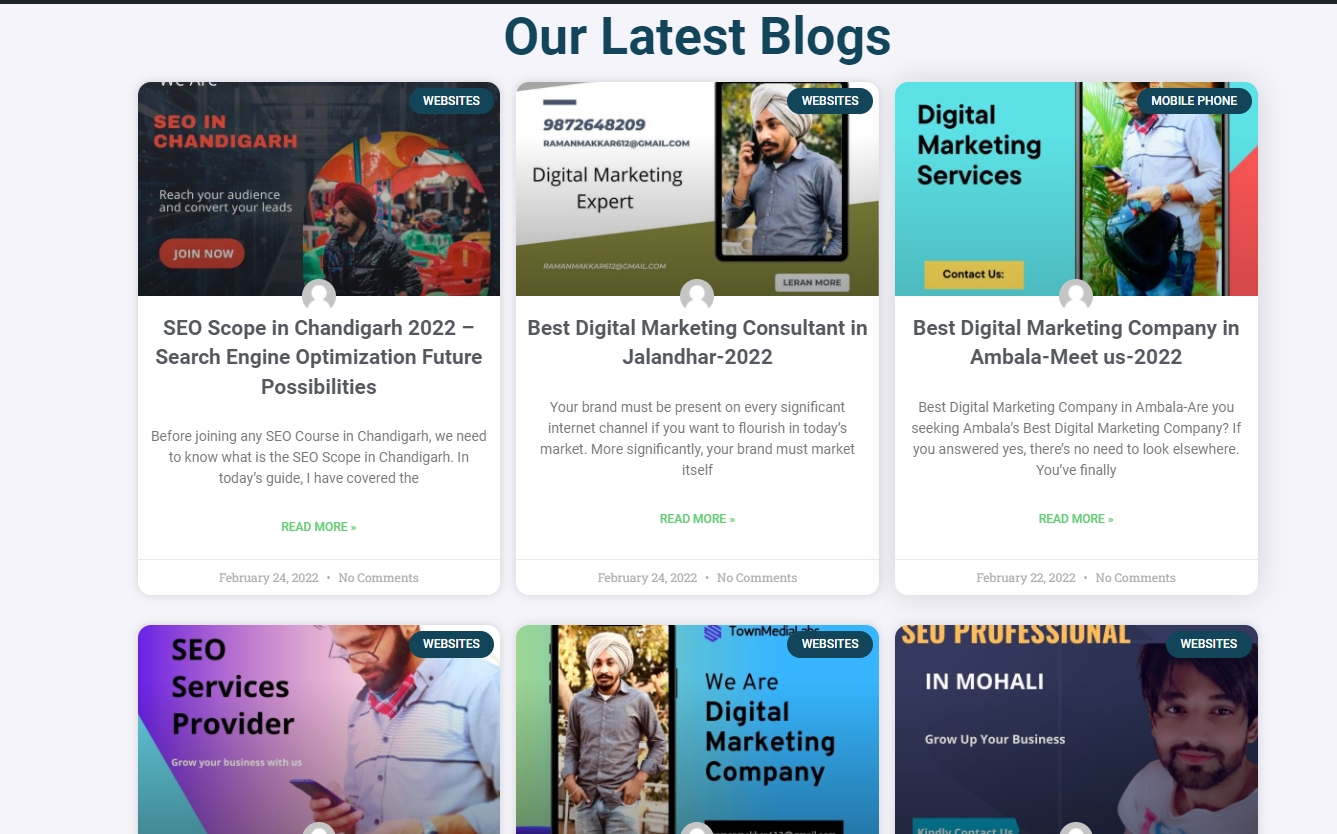 Our Latest Blogs
We Are
WEBSITES
SEO IN
CHANDIGARH
Reach your audience
and convert your leads
JOIN NOW
SEO Scope in Chandigarh 2022 –
Search Engine Optimization Future
Possibilities
Before joining any SEO Course in Chandigarh, we need
to know what is the SEO Scope in Chandigarh. In
today’s guide, I have covered the
READ MORE »
February 24, 2022 • No Comments
WEBSITES
9872648209
RAMANMAKKAR612@GMAIL.COM
Digital Marketing
Expert
RAMANMAKKAR612@GMAIL.COM
LERAN MORE
Best Digital Marketing Consultant in
Jalandhar-2022
Your brand must be present on every significant
internet channel if you want to flourish in today’s
market. More significantly, your brand must market
itself
READ MORE »
February 24, 2022 • No Comments
MOBILE PHONE
Digital
Marketing
Services
Contact Us:
Best Digital Marketing Company in
Ambala-Meet us-2022
Best Digital Marketing Company in Ambala-Are you
seeking Ambala’s Best Digital Marketing Company? If
you answered yes, there’s no need to look elsewhere.
You’ve finally
READ MORE »
February 22, 2022 • No Comments
WEBSITES
SEO
Services
Provider
Grow your business with us
TownMediaLabs
WEBSITES
We Are
Digital
Marketing
Company
SEO PROFESSIONAL
WEBSITES
IN MOHALI
Grow Up Your Business
Kindly Contact Us